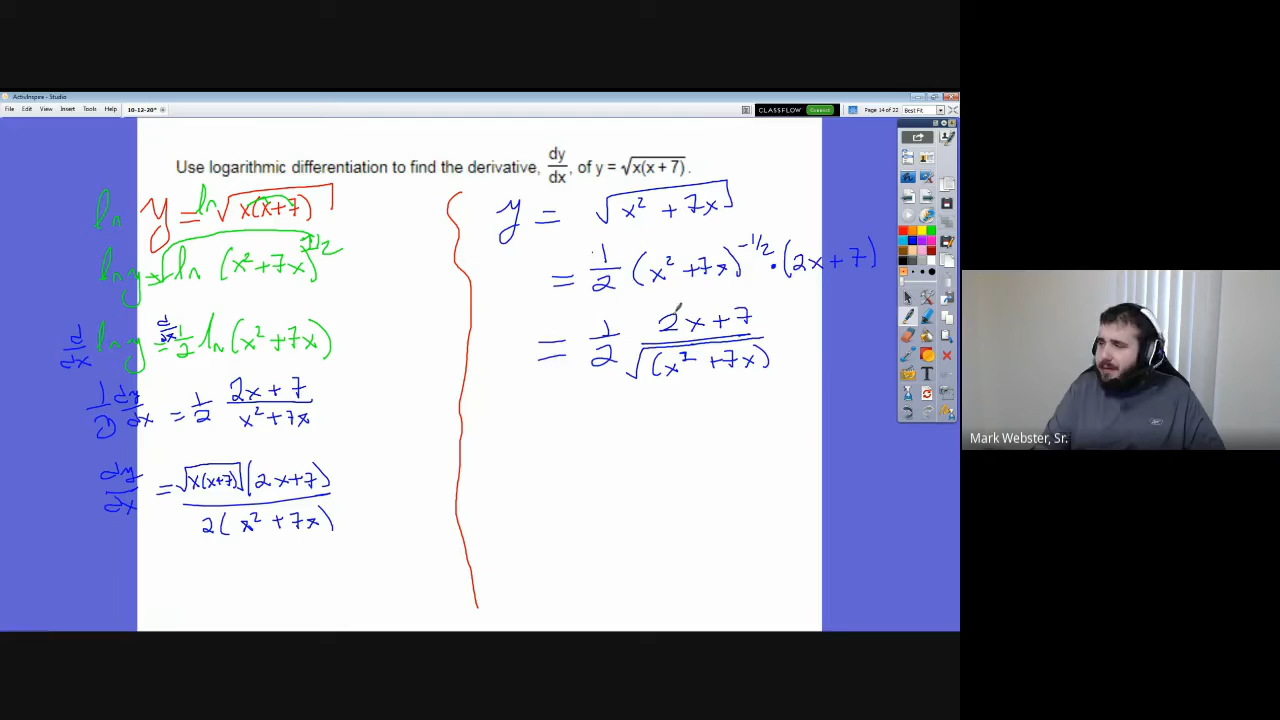 ActivInspire - Studio
File Edit View Insert Tools Help 10-12-20*
CLASSFLOW Connect Page 14 of 22 Best Fit
Use logarithmic differentiation to find the derivative, dy/dx, of y = √x(x + 7).
ln y = ln √x(x+7)
ln y = ln (x² + 7x)^1/2
d/dx ln y = d/dx 1/2 ln (x² + 7x)
1/y dy/dx = 1/2 (2x + 7)/(x² + 7x)
dy/dx = √x(x+7) (2x+7) / 2(x² + 7x)
y = √x² + 7x
= 1/2 (x² + 7x)^-1/2 · (2x + 7)
= 1/2 (2x + 7)/√(x² + 7x)
Mark Webster, Sr.